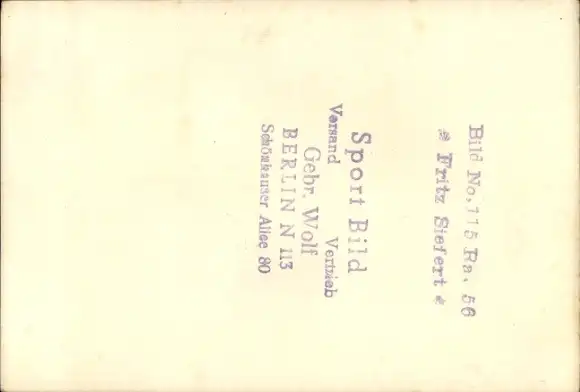 Bild No. 115 Ra. 56
* Fritz Siefert *
Sport Bild
Versand Vertrieb
Gebr. Wolf
BERLIN N 113
Schönhauser Allee 80